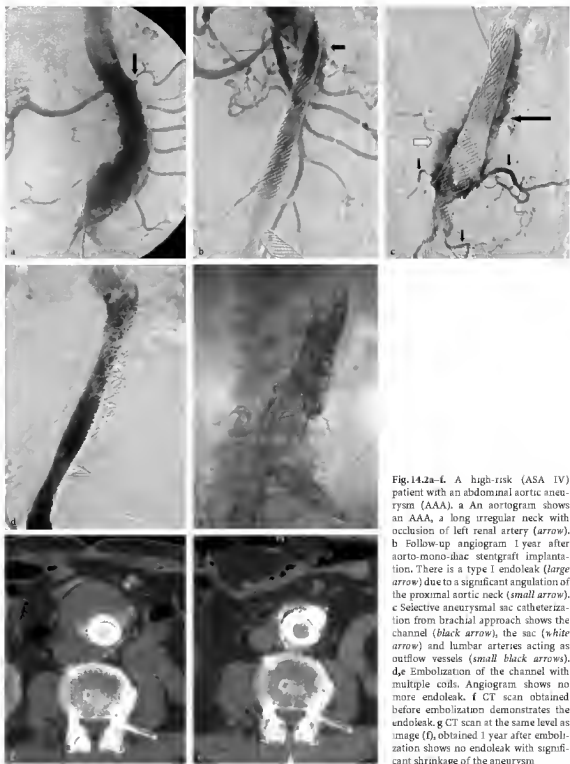 a
b
c
d
Fig. 14.2a–f. A high-risk (ASA IV)
patient with an abdominal aortic aneu-
rysm (AAA). a An aortogram shows
an AAA, a long irregular neck with
occlusion of left renal artery (arrow).
b Follow-up angiogram 1 year after
aorto-mono-iliac stentgraft implanta-
tion. There is a type I endoleak (large
arrow) due to a significant angulation of
the proximal aortic neck (small arrow).
c Selective aneurysmal sac catheteriza-
tion from brachial approach shows the
channel (black arrow), the sac (white
arrow) and lumbar arteries acting as
outflow vessels (small black arrows).
d,e Embolization of the channel with
multiple coils. Angiogram shows no
more endoleak. f CT scan obtained
before embolization demonstrates the
endoleak. g CT scan at the same level as
image (f), obtained 1 year after emboli-
zation shows no endoleak with signifi-
cant shrinkage of the aneurysm